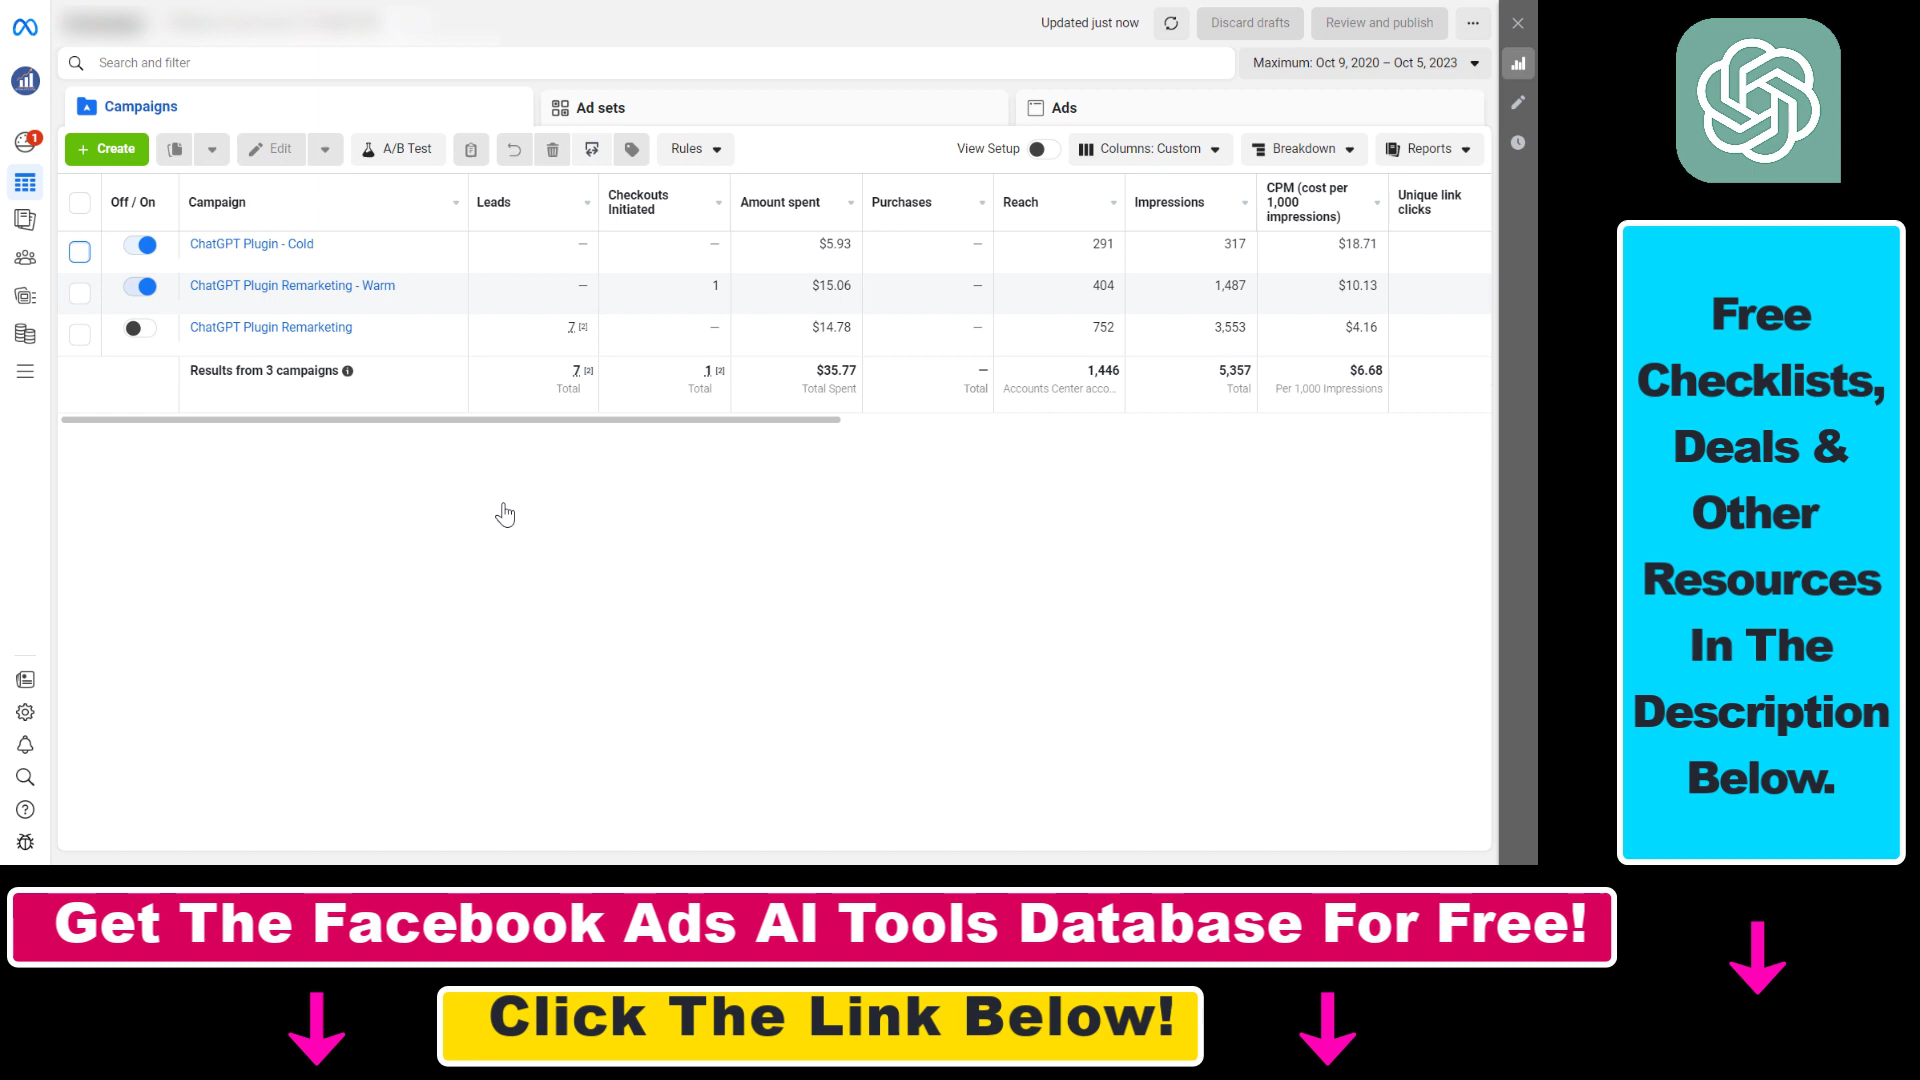 Updated just now
Discard drafts
Review and publish
Search and filter
Maximum: Oct 9, 2020 – Oct 5, 2023
Campaigns
Ad sets
Ads
1
+ Create
Edit
A/B Test
Rules
View Setup
Columns: Custom
Breakdown
Reports
Off / On
Campaign
Leads
Checkouts
Initiated
Amount spent
Purchases
Reach
Impressions
CPM (cost per
1,000
impressions)
Unique link
clicks
ChatGPT Plugin - Cold — — $5.93 — 291 317 $18.71
ChatGPT Plugin Remarketing - Warm — 1 $15.06 — 404 1,487 $10.13
ChatGPT Plugin Remarketing 7 [2] — $14.78 — 752 3,553 $4.16
Results from 3 campaigns 7 [2] 1 [2] $35.77 — 1,446 5,357 $6.68
Total Total Total Spent Total Accounts Center acco... Total Per 1,000 Impressions
Free
Checklists,
Deals &
Other
Resources
In The
Description
Below.
Get The Facebook Ads AI Tools Database For Free!
Click The Link Below!